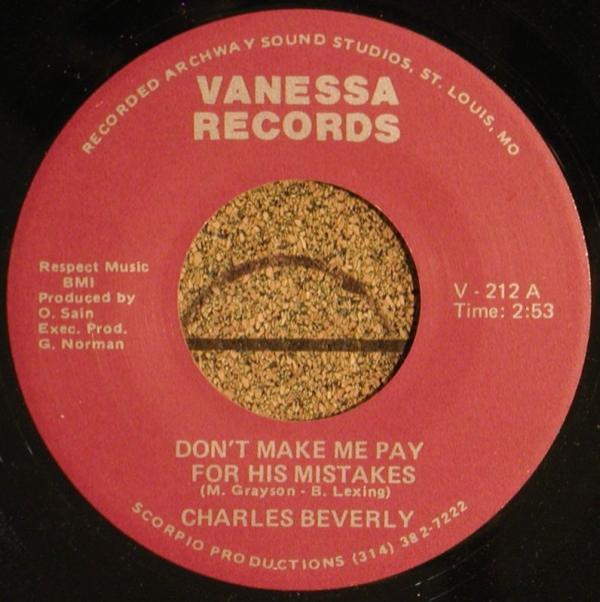 RECORDED ARCHWAY SOUND STUDIOS, ST. LOUIS, MO
VANESSA
RECORDS
Respect Music
BMI
Produced by
O. Sain
Exec. Prod.
G. Norman
V - 212 A
Time: 2:53
DON'T MAKE ME PAY
FOR HIS MISTAKES
(M. Grayson - B. Lexing)
CHARLES BEVERLY
SCORPIO PRODUCTIONS (314) 382-7222